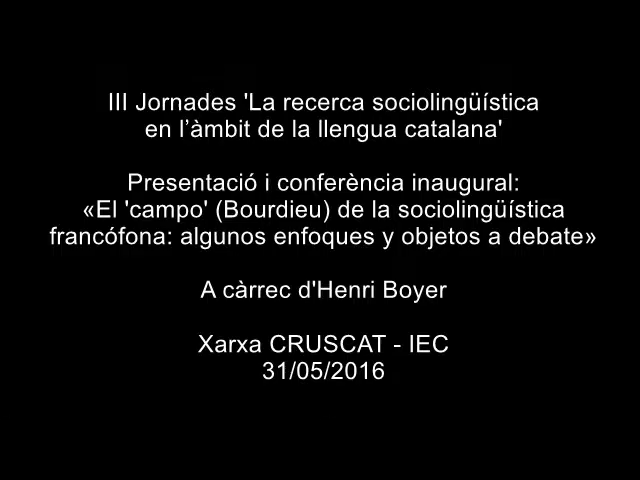 III Jornades 'La recerca sociolingüística
en l’àmbit de la llengua catalana'
Presentació i conferència inaugural:
«El 'campo' (Bourdieu) de la sociolingüística
francófona: algunos enfoques y objetos a debate»
A càrrec d'Henri Boyer
Xarxa CRUSCAT - IEC
31/05/2016